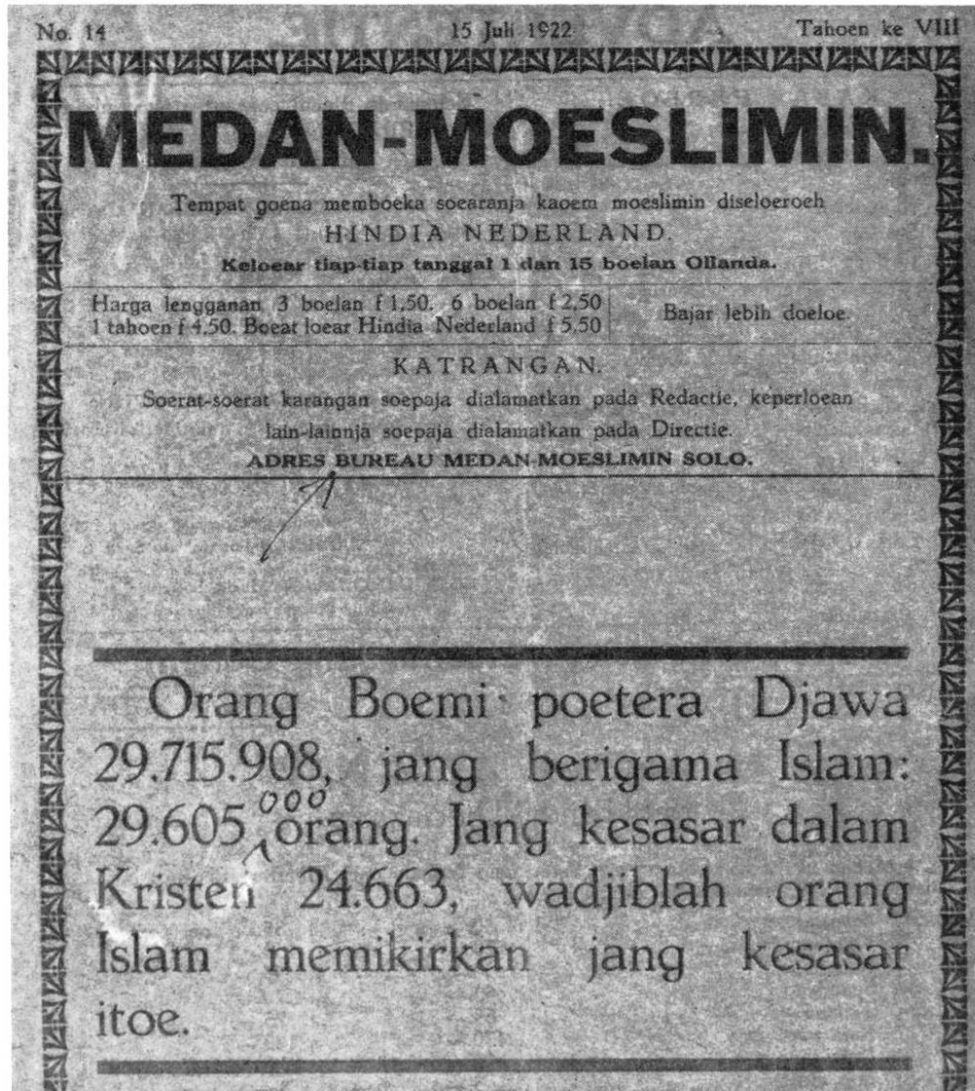 No. 14 15 Juli 1922 Tahoen ke VIII
MEDAN-MOESLIMIN.
Tempat goena memboeka soearanja kaoem moeslimin diseloeroeh
HINDIA NEDERLAND.
Keloear tiap-tiap tanggal 1 dan 15 boelan Ollanda.
Harga lengganan 3 boelan f 1,50. 6 boelan f 2,50
1 tahoen f 4,50. Boeat loear Hindia Nederland f 5,50
Bajar lebih doeloe.
KATRANGAN.
Soerat-soerat karangan soepaja dialamatkan pada Redactie, keperloean
lain-lainnja soepaja dialamatkan pada Directie.
ADRES BUREAU MEDAN-MOESLIMIN SOLO.
Orang Boemi poetera Djawa
29.715.908, jang berigama Islam:
29.605 000 orang. Jang kesasar dalam
Kristen 24.663, wadjiblah orang
Islam memikirkan jang kesasar
itoe.